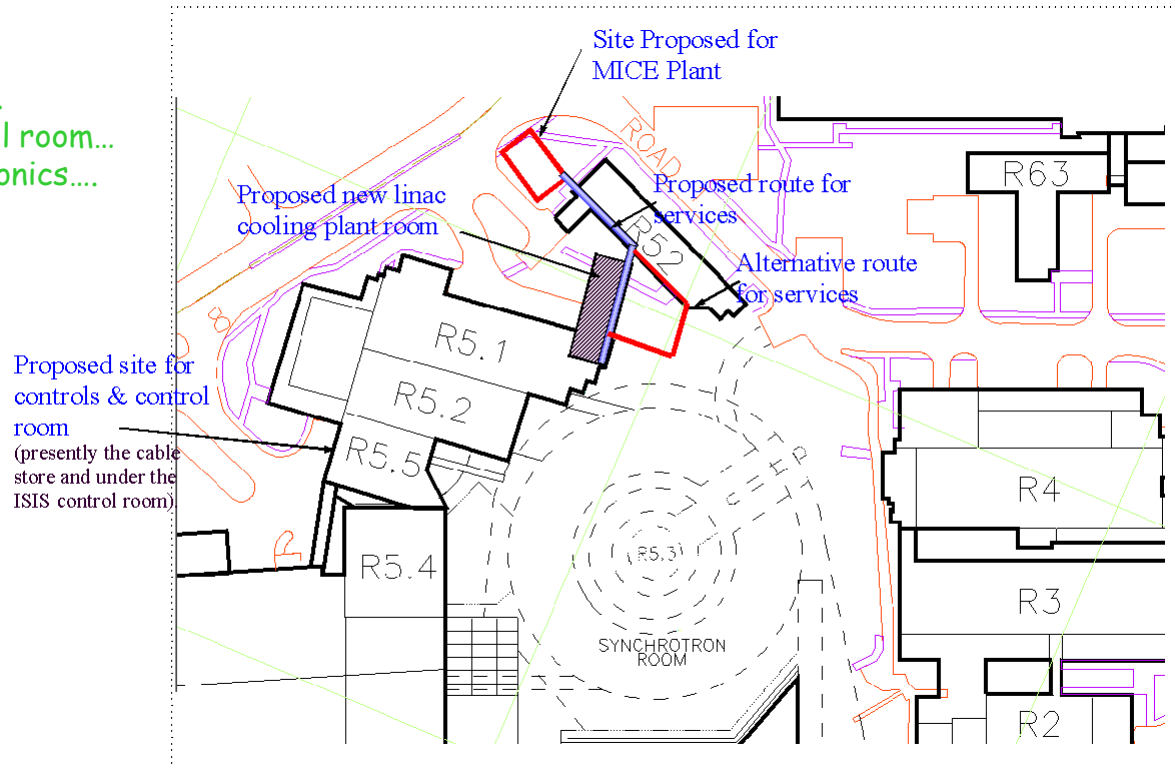 l room…
onics….
Site Proposed for
MICE Plant
ROAD
R63
Proposed new linac
cooling plant room
Proposed route for
services
R52
Alternative route
for services
R5.1
R5.2
R5.5
Proposed site for
controls & control
room
(presently the cable
store and under the
ISIS control room)
R4
R5.4
R5.3
R3
SYNCHROTRON
ROOM
R2